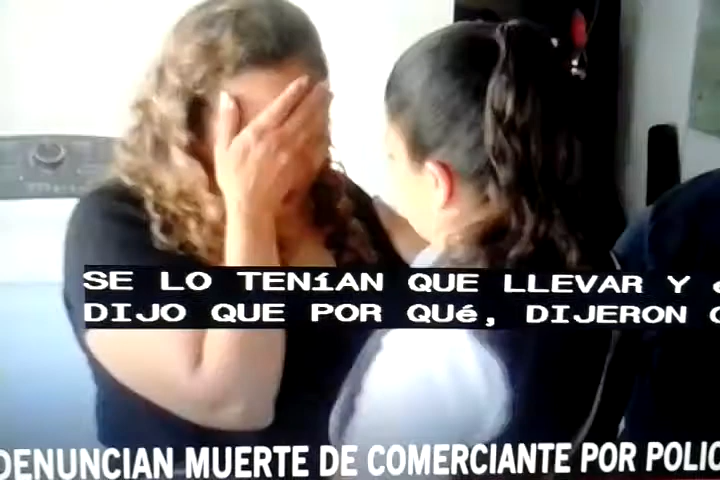 SE LO TENíAN QUE LLEVAR Y
DIJO QUE POR QUé, DIJERON
DENUNCIAN MUERTE DE COMERCIANTE POR